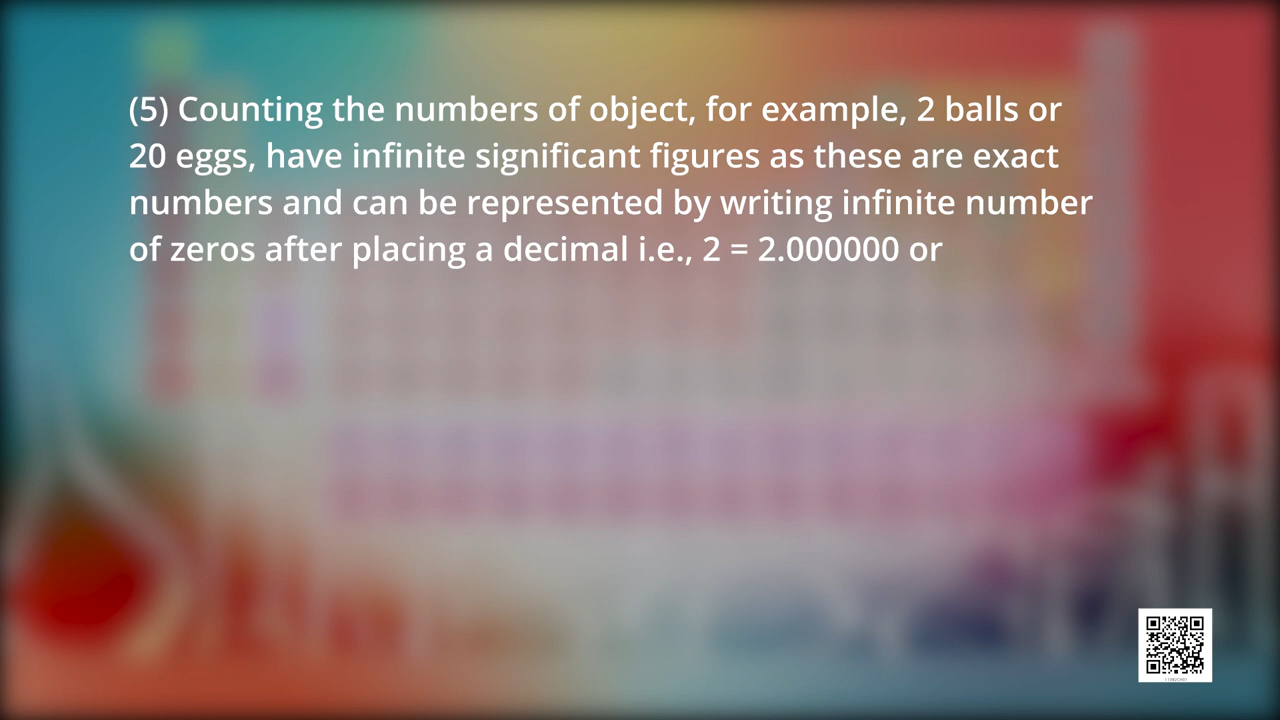 (5) Counting the numbers of object, for example, 2 balls or
20 eggs, have infinite significant figures as these are exact
numbers and can be represented by writing infinite number
of zeros after placing a decimal i.e., 2 = 2.000000 or